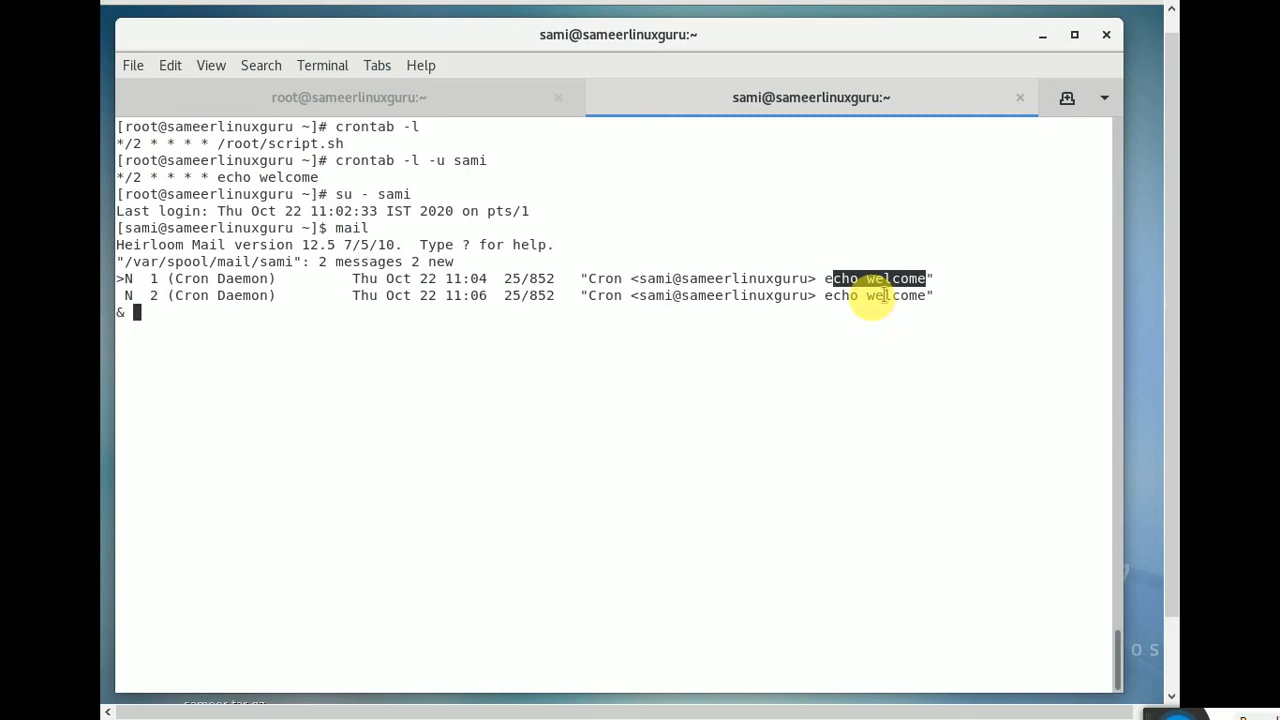 sami@sameerlinuxguru:~
File Edit View Search Terminal Tabs Help
root@sameerlinuxguru:~ sami@sameerlinuxguru:~
[root@sameerlinuxguru ~]# crontab -l
*/2 * * * * /root/script.sh
[root@sameerlinuxguru ~]# crontab -l -u sami
*/2 * * * * echo welcome
[root@sameerlinuxguru ~]# su - sami
Last login: Thu Oct 22 11:02:33 IST 2020 on pts/1
[sami@sameerlinuxguru ~]$ mail
Heirloom Mail version 12.5 7/5/10.  Type ? for help.
"/var/spool/mail/sami": 2 messages 2 new
>N  1 (Cron Daemon)         Thu Oct 22 11:04  25/852   "Cron <sami@sameerlinuxguru> echo welcome"
 N  2 (Cron Daemon)         Thu Oct 22 11:06  25/852   "Cron <sami@sameerlinuxguru> echo welcome"
&
O S